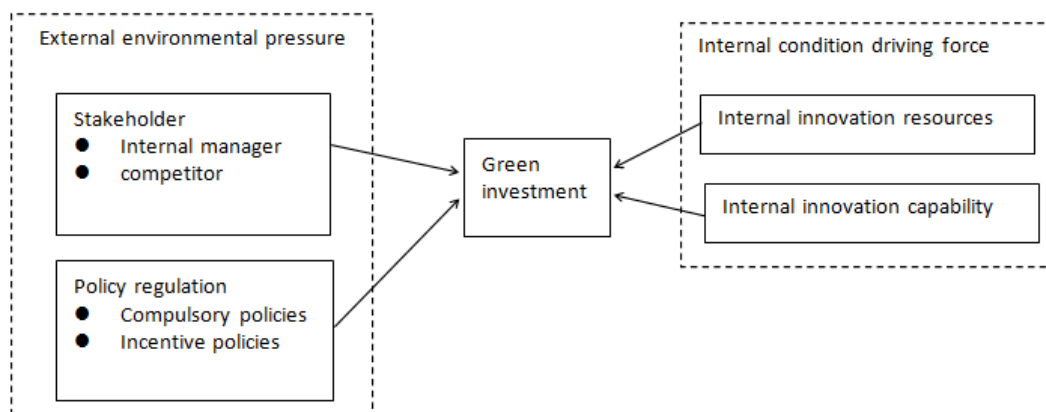 External environmental pressure
Stakeholder
● Internal manager
● competitor
Policy regulation
● Compulsory policies
● Incentive policies
Green
investment
Internal condition driving force
Internal innovation resources
Internal innovation capability